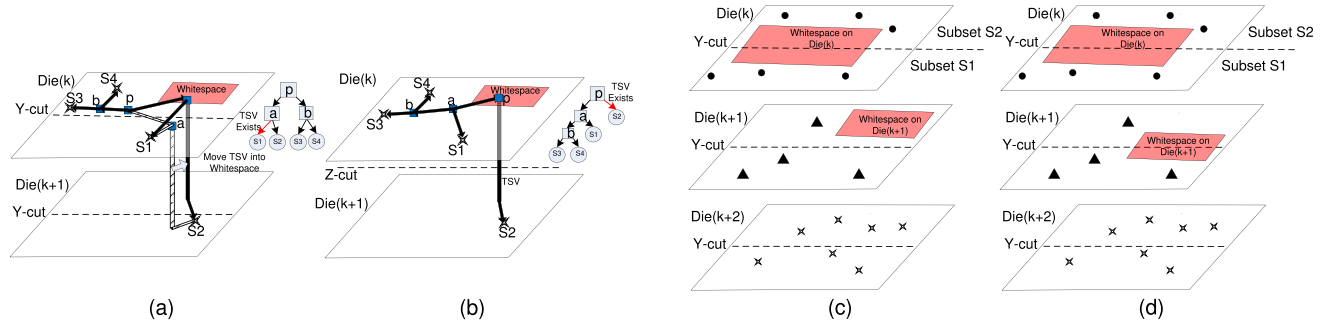 Die(k)
S4
Whitespace
S3
b
p
Y-cut
a
S1
Move TSV into
Whitespace
Die(k+1)
Y-cut
S2
p
TSV
Exists
a
b
S1
S2
S3
S4
(a)
Die(k)
S4
Whitespace
b
a
p
S3
S1
Z-cut
TSV
Die(k+1)
S2
TSV
Exists
p
a
S2
b
S1
S3
S4
(b)
Die(k)
Whitespace on
Die(k)
Subset S2
Y-cut
Subset S1
Die(k+1)
Whitespace on
Die(k+1)
Y-cut
Die(k+2)
Y-cut
(c)
Die(k)
Whitespace on
Die(k)
Subset S2
Y-cut
Subset S1
Die(k+1)
Whitespace on
Die(k+1)
Y-cut
Die(k+2)
Y-cut
(d)